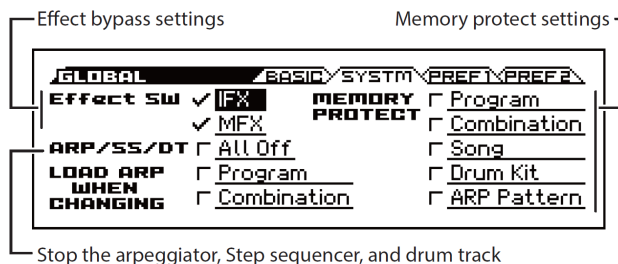 Effect bypass settings
Memory protect settings
GLOBAL BASIC SYSTM PREF1 PREF2
Effect SW IFX MEMORY PROTECT Program
MFX Combination
ARP/SS/DT All Off Song
LOAD ARP WHEN CHANGING Program Drum Kit
Combination ARP Pattern
Stop the arpeggiator, Step sequencer, and drum track